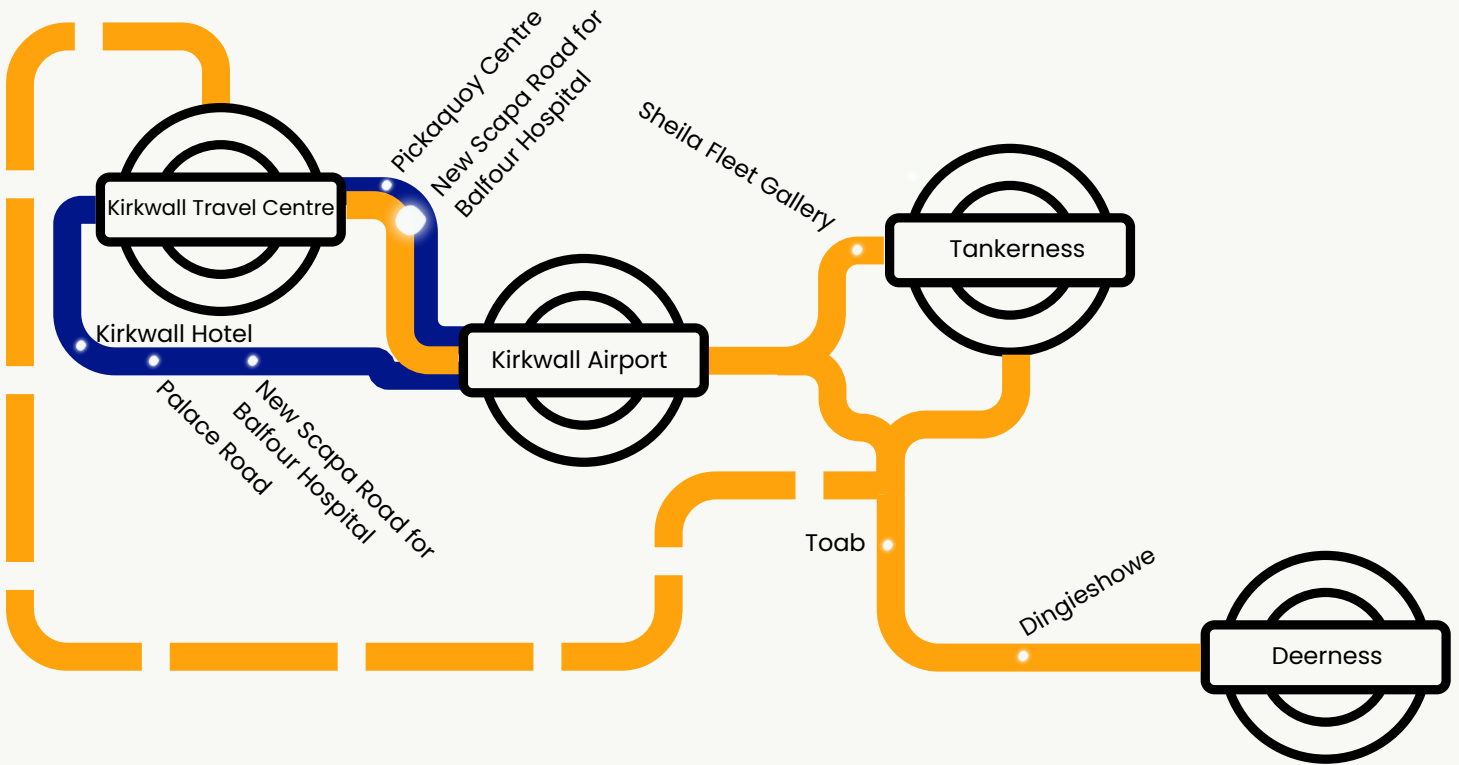 Pickaquoy Centre
New Scapa Road for
Balfour Hospital
Sheila Fleet Gallery
Kirkwall Travel Centre
Tankerness
Kirkwall Hotel
Kirkwall Airport
Palace Road
New Scapa Road for
Balfour Hospital
Toab
Dingieshowe
Deerness